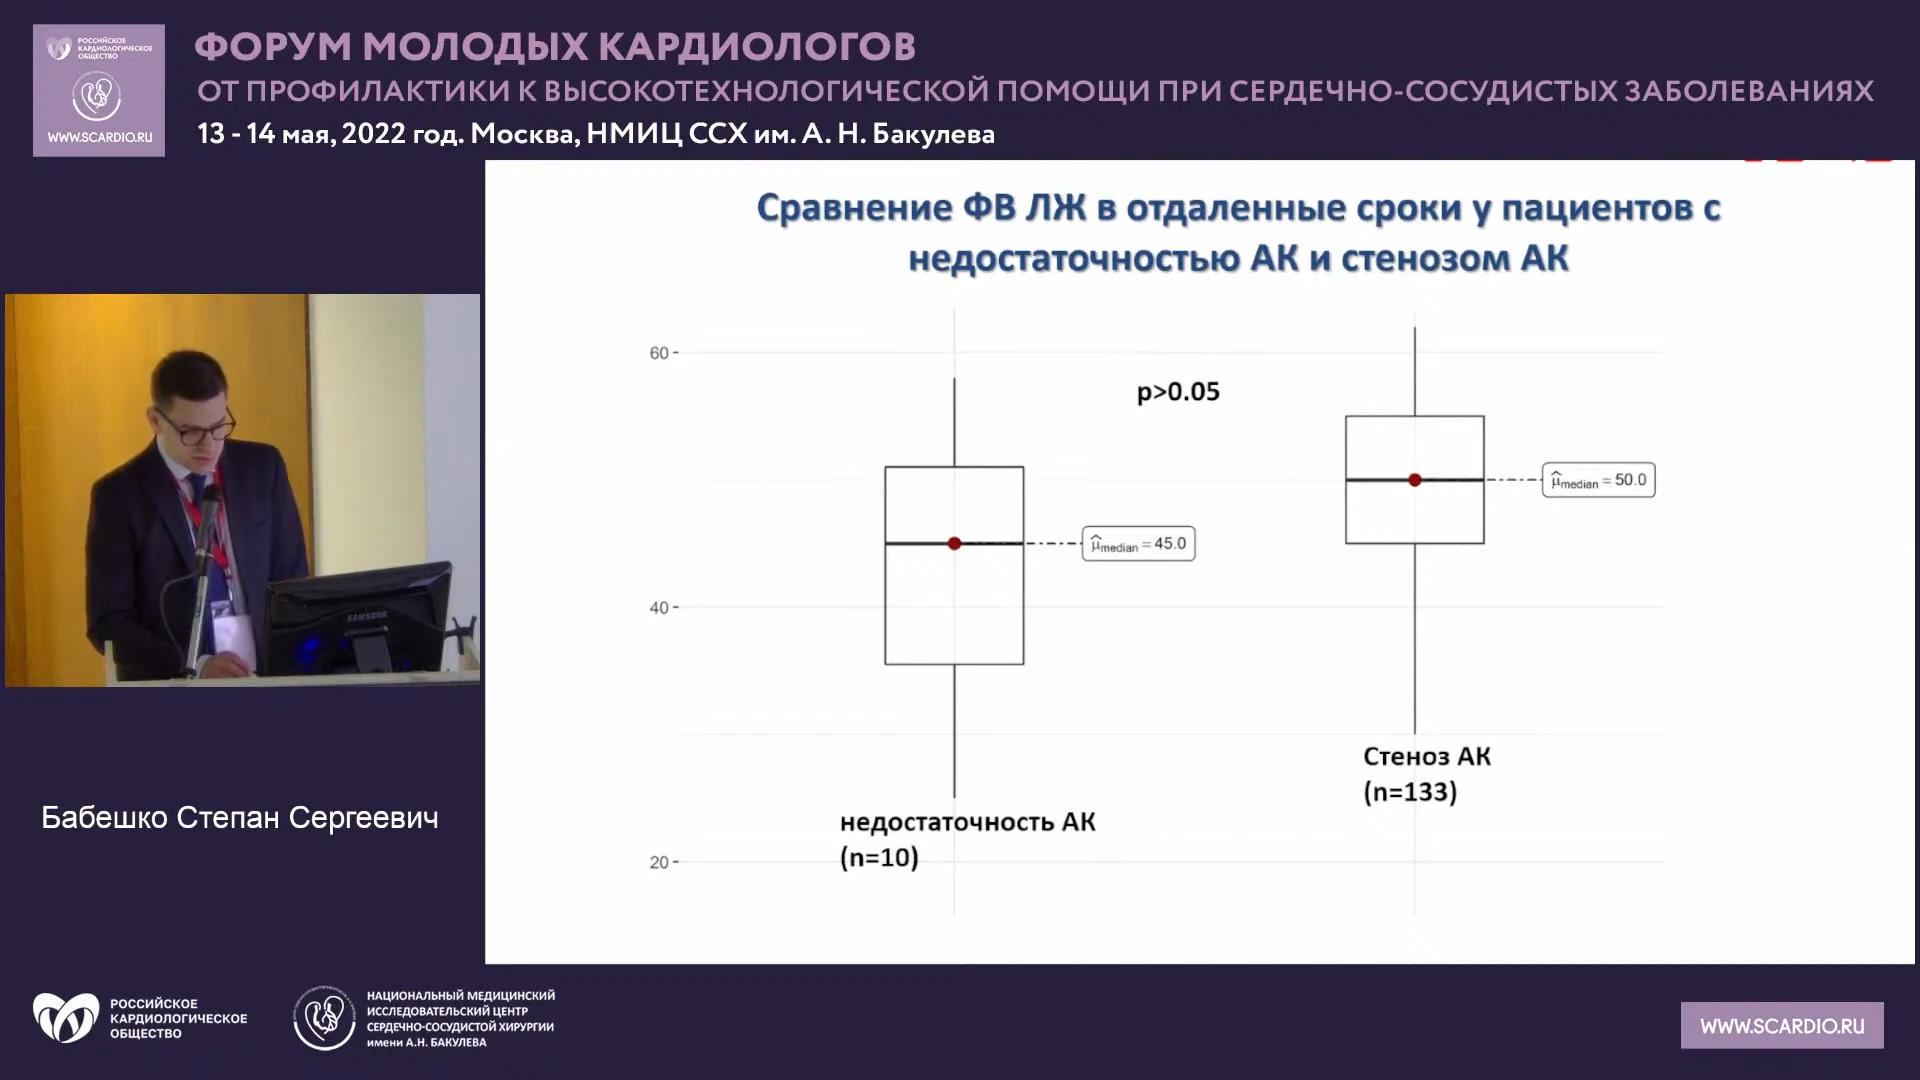 РОССИЙСКОЕ
КАРДИОЛОГИЧЕСКОЕ
ОБЩЕСТВО
WWW.SCARDIO.RU
ФОРУМ МОЛОДЫХ КАРДИОЛОГОВ
ОТ ПРОФИЛАКТИКИ К ВЫСОКОТЕХНОЛОГИЧЕСКОЙ ПОМОЩИ ПРИ СЕРДЕЧНО-СОСУДИСТЫХ ЗАБОЛЕВАНИЯХ
13 - 14 мая, 2022 год. Москва, НМИЦ ССХ им. А. Н. Бакулева
Сравнение ФВ ЛЖ в отдаленные сроки у пациентов с
недостаточностью АК и стенозом АК
60
p>0.05
μ̂median = 50.0
μ̂median = 45.0
40
Стеноз АК
(n=133)
недостаточность АК
(n=10)
20
SAMSUNG
Бабешко Степан Сергеевич
РОССИЙСКОЕ
КАРДИОЛОГИЧЕСКОЕ
ОБЩЕСТВО
НАЦИОНАЛЬНЫЙ МЕДИЦИНСКИЙ
ИССЛЕДОВАТЕЛЬСКИЙ ЦЕНТР
СЕРДЕЧНО-СОСУДИСТОЙ ХИРУРГИИ
имени А.Н. БАКУЛЕВА
WWW.SCARDIO.RU